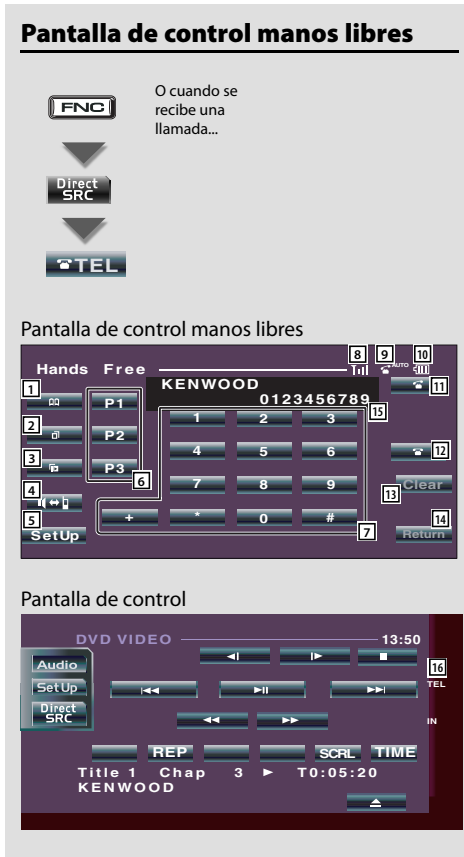 Pantalla de control manos libres
FNC
O cuando se
recibe una
llamada...
Direct
SRC
TEL
Pantalla de control manos libres
8 9 10
Hands Free
AUTO
1
KENWOOD
11
0123456789
P1
15
2
1 2 3
P2
12
3
4 5 6
P3
6
13
4
7 8 9
Clear
5
+ * 0 #
14
SetUp
7
Return
Pantalla de control
DVD VIDEO 13:50
Audio
16
SetUp
TEL
Direct
SRC
IN
REP SCRL TIME
Title 1 Chap 3 ► T0:05:20
KENWOOD